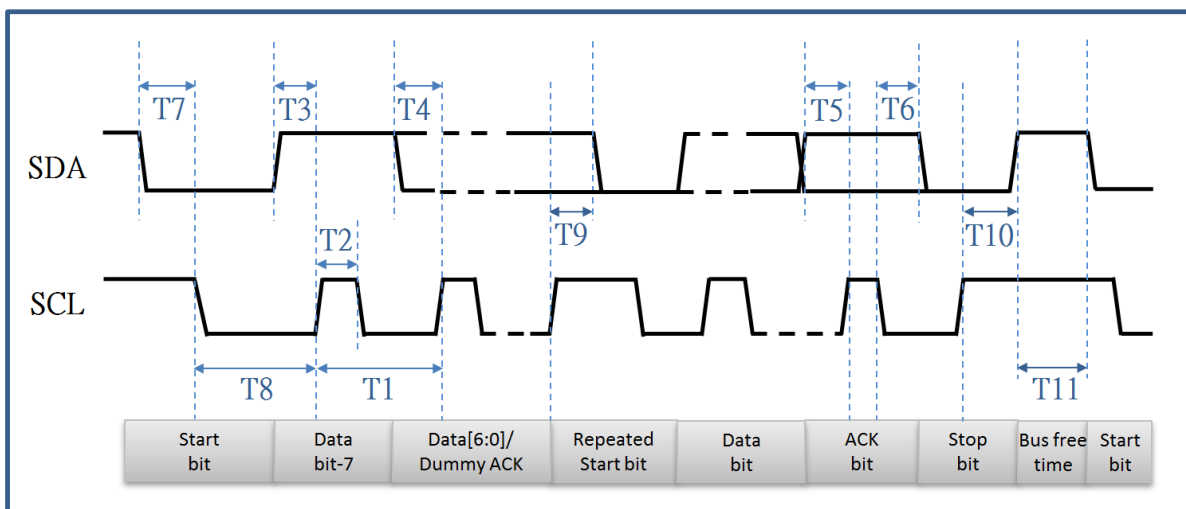 T7
T3
T4
T5
T6
SDA
T9
T10
T2
SCL
T8
T1
T11
Start
bit
Data
bit-7
Data[6:0]/
Dummy ACK
Repeated
Start bit
Data
bit
ACK
bit
Stop
bit
Bus free
time
Start
bit